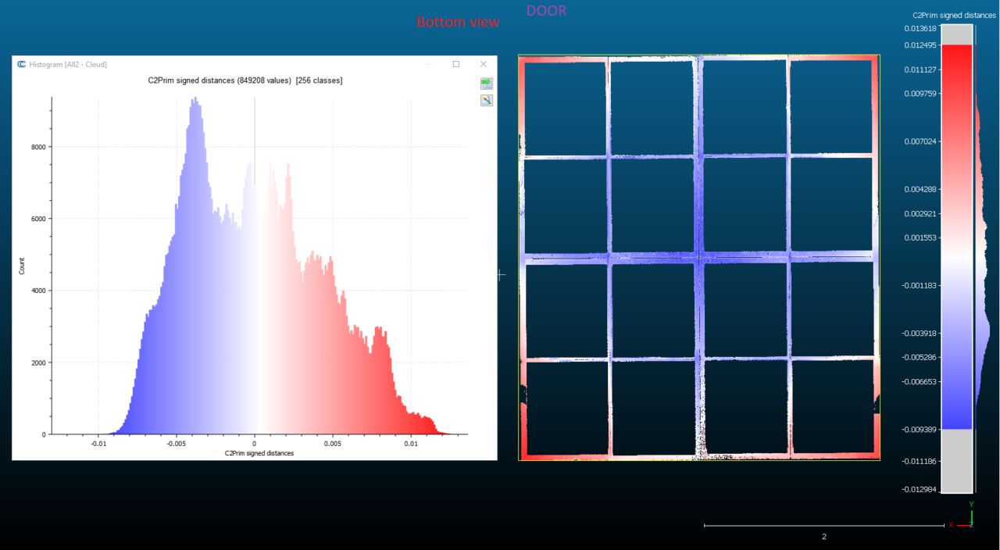 DOOR
Bottom view
Histogram [All2 - Cloud]
C2Prim signed distances (849208 values) [256 classes]
8000
6000
4000
2000
0
Count
-0.01
-0.005
0
0.005
0.01
C2Prim signed distances
C2Prim signed distances
0.013618
0.012495
0.011127
0.009759
0.007024
0.004288
0.002921
0.001553
-0.001183
-0.003918
-0.005286
-0.006653
-0.009389
-0.011186
-0.012984
Y
X
Z
2